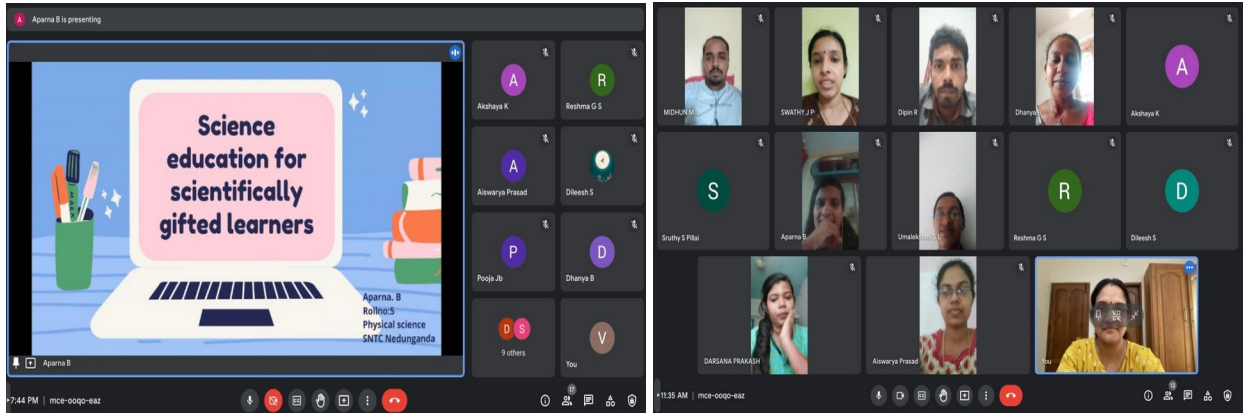 A Aparna B is presenting
Science
education for
scientifically
gifted learners
Aparna. B
Rollno:5
Physical science
SNTC Nedunganda
Aparna B
A
Akshaya K
R
Reshma G S
A
Aiswarya Prasad
Dileesh S
P
Pooja Jb
D
Dhanya B
D S
9 others
V
You
7:44 PM | mce-ooqo-eaz
17
MIDHUN M
SWATHY J P
Dipin R
Dhanya
A
Akshaya K
S
Sruthy S Pillai
Aparna B
R
Reshma G S
D
Dileesh S
DARSANA PRAKASH
Aiswarya Prasad
You
11:35 AM | mce-ooqo-eaz
13